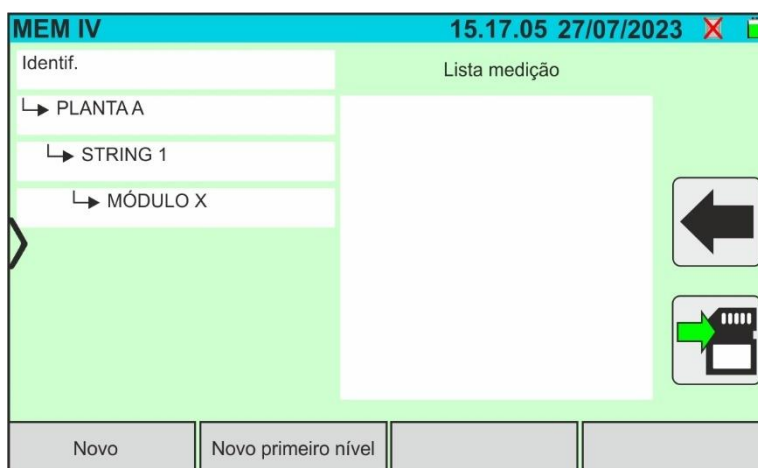 MEM IV 15.17.05 27/07/2023
Identif.
Lista medição
PLANTA A
STRING 1
MÓDULO X
Novo Novo primeiro nível